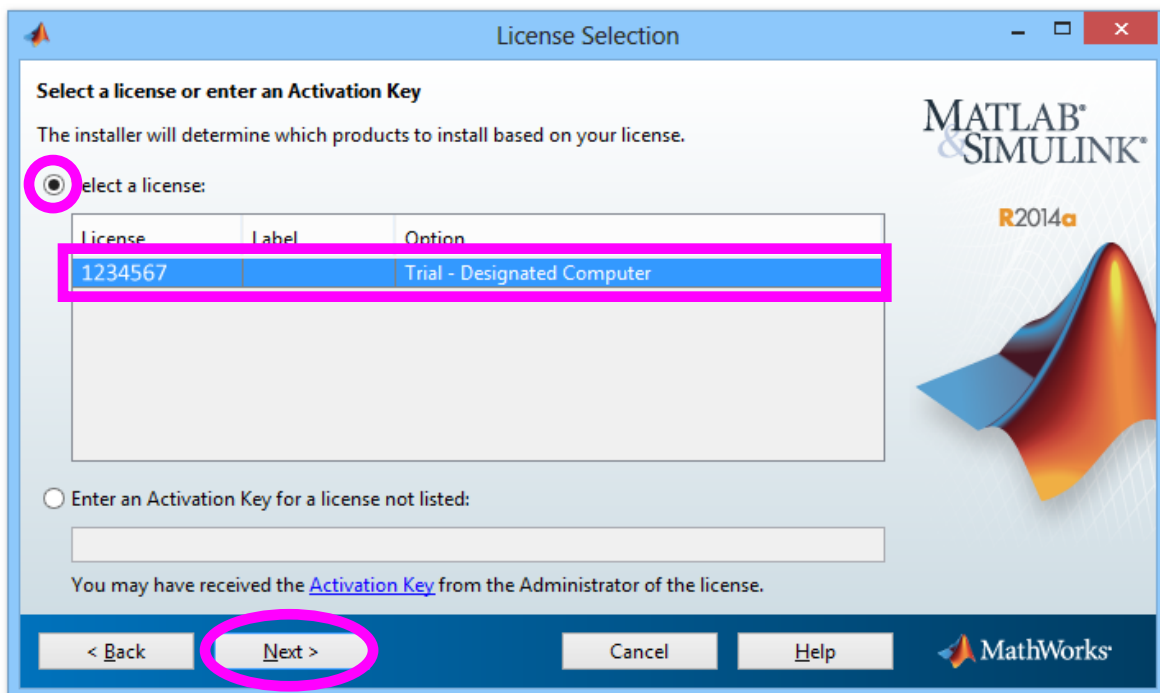 License Selection
Select a license or enter an Activation Key
The installer will determine which products to install based on your license.
MATLAB®
&SIMULINK®
R2014a
elect a license:
License Label Option
1234567 Trial - Designated Computer
Enter an Activation Key for a license not listed:
You may have received the Activation Key from the Administrator of the license.
< Back Next > Cancel Help MathWorks®